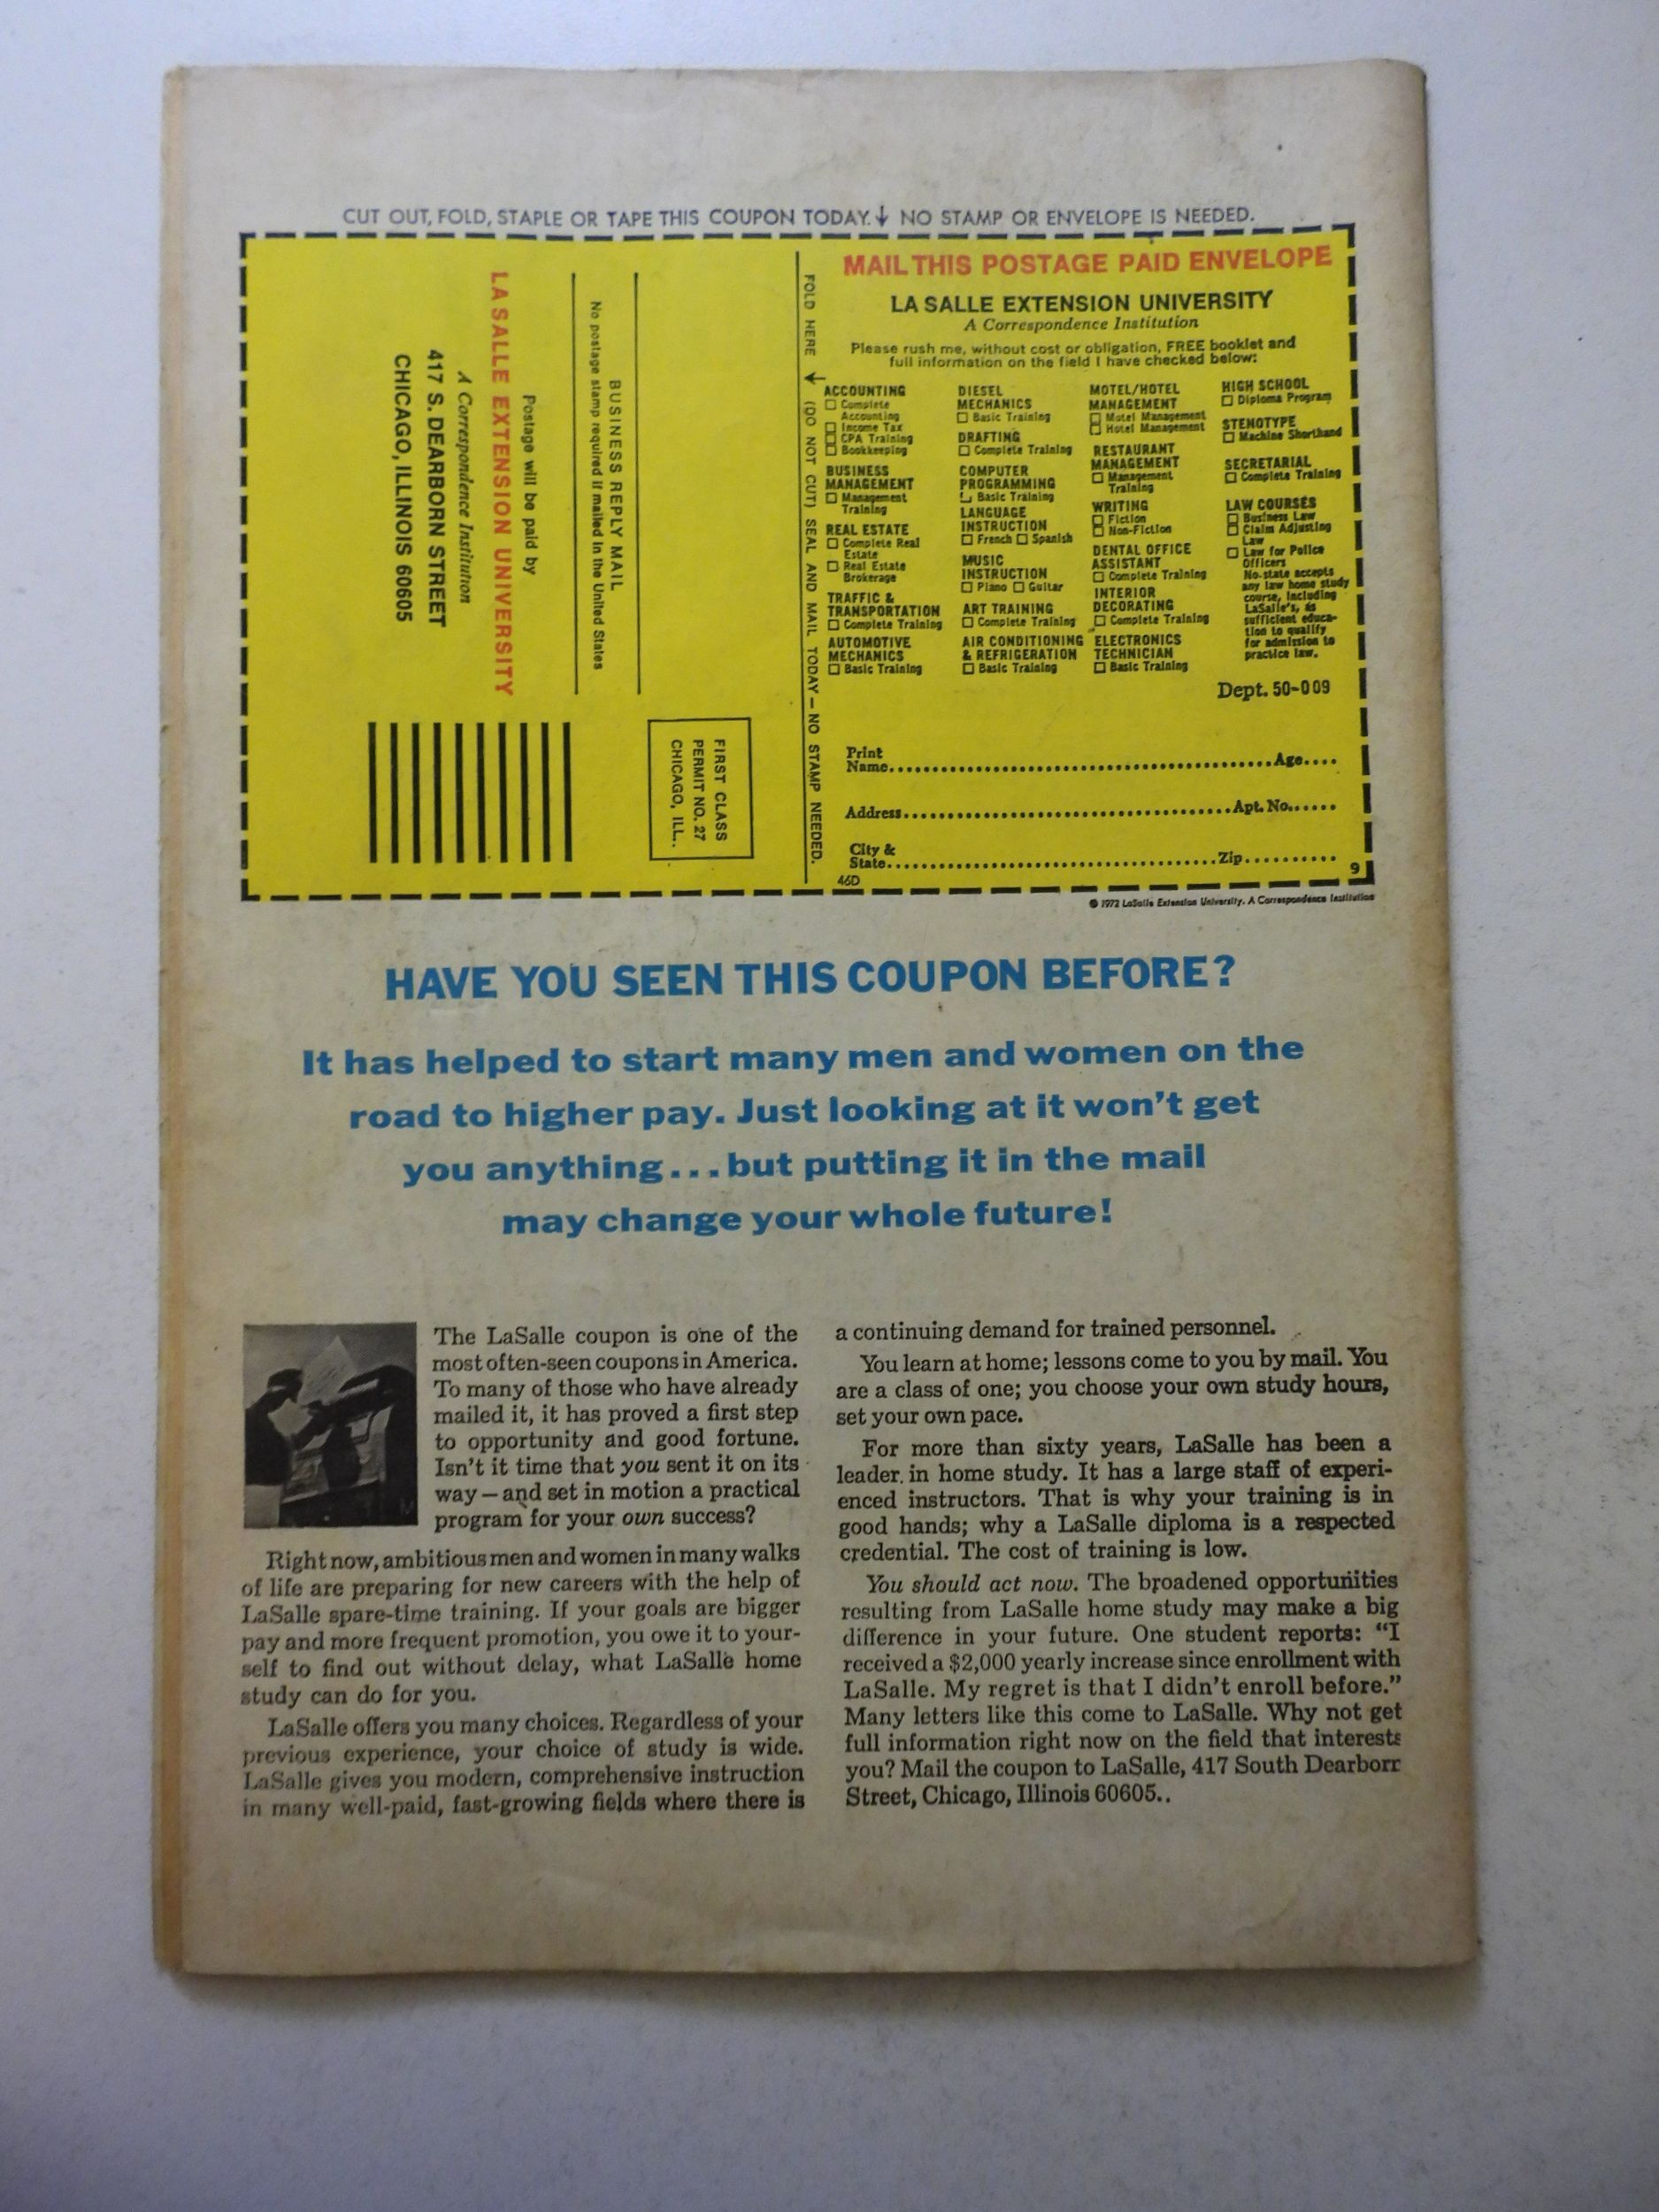 CUT OUT, FOLD, STAPLE OR TAPE THIS COUPON TODAY. ↓ NO STAMP OR ENVELOPE IS NEEDED.
FIRST CLASS
PERMIT NO. 27
CHICAGO, ILL.
BUSINESS REPLY MAIL
No postage stamp required if mailed in the United States
Postage will be paid by
LA SALLE EXTENSION UNIVERSITY
A Correspondence Institution
417 S. DEARBORN STREET
CHICAGO, ILLINOIS 60605
FOLD HERE ↓ (DO NOT CUT) SEAL AND MAIL TODAY — NO STAMP NEEDED.
MAIL THIS POSTAGE PAID ENVELOPE
LA SALLE EXTENSION UNIVERSITY
A Correspondence Institution
Please rush me, without cost or obligation, FREE booklet and
full information on the field I have checked below:
ACCOUNTING
☐ Complete
Accounting
☐ Income Tax
☐ CPA Training
☐ Bookkeeping
BUSINESS
MANAGEMENT
☐ Management
Training
REAL ESTATE
☐ Complete Real
Estate
☐ Real Estate
Brokerage
TRAFFIC &
TRANSPORTATION
☐ Complete Training
AUTOMOTIVE
MECHANICS
☐ Basic Training
DIESEL
MECHANICS
☐ Basic Training
DRAFTING
☐ Complete Training
COMPUTER
PROGRAMMING
☐ Basic Training
LANGUAGE
INSTRUCTION
☐ French ☐ Spanish
MUSIC
INSTRUCTION
☐ Piano ☐ Guitar
ART TRAINING
☐ Complete Training
AIR CONDITIONING
& REFRIGERATION
☐ Basic Training
MOTEL/HOTEL
MANAGEMENT
☐ Motel Management
☐ Hotel Management
RESTAURANT
MANAGEMENT
☐ Management
Training
WRITING
☐ Fiction
☐ Non-Fiction
DENTAL OFFICE
ASSISTANT
☐ Complete Training
INTERIOR
DECORATING
☐ Complete Training
ELECTRONICS
TECHNICIAN
☐ Basic Training
HIGH SCHOOL
☐ Diploma Program
STENOTYPE
☐ Machine Shorthand
SECRETARIAL
☐ Complete Training
LAW COURSES
☐ Business Law
☐ Claim Adjusting
Law
☐ Law for Police
Officers
No state accepts
any law home study
course, including
LaSalle's, as
sufficient educa-
tion to qualify
for admission to
practice law.
Dept. 50-009
Print
Name.......... Age....
Address.......... Apt. No......
City &
State.......... Zip..........
46D
9
© 1972 LaSalle Extension University. A Correspondence Institution
HAVE YOU SEEN THIS COUPON BEFORE?
It has helped to start many men and women on the
road to higher pay. Just looking at it won't get
you anything...but putting it in the mail
may change your whole future!
The LaSalle coupon is one of the
most often-seen coupons in America.
To many of those who have already
mailed it, it has proved a first step
to opportunity and good fortune.
Isn't it time that you sent it on its
way — and set in motion a practical
program for your own success?
Right now, ambitious men and women in many walks
of life are preparing for new careers with the help of
LaSalle spare-time training. If your goals are bigger
pay and more frequent promotion, you owe it to your-
self to find out without delay, what LaSalle home
study can do for you.
LaSalle offers you many choices. Regardless of your
previous experience, your choice of study is wide.
LaSalle gives you modern, comprehensive instruction
in many well-paid, fast-growing fields where there is
a continuing demand for trained personnel.
You learn at home; lessons come to you by mail. You
are a class of one; you choose your own study hours,
set your own pace.
For more than sixty years, LaSalle has been a
leader in home study. It has a large staff of experi-
enced instructors. That is why your training is in
good hands; why a LaSalle diploma is a respected
credential. The cost of training is low.
You should act now. The broadened opportunities
resulting from LaSalle home study may make a big
difference in your future. One student reports: “I
received a $2,000 yearly increase since enrollment with
LaSalle. My regret is that I didn't enroll before.”
Many letters like this come to LaSalle. Why not get
full information right now on the field that interests
you? Mail the coupon to LaSalle, 417 South Dearborn
Street, Chicago, Illinois 60605..